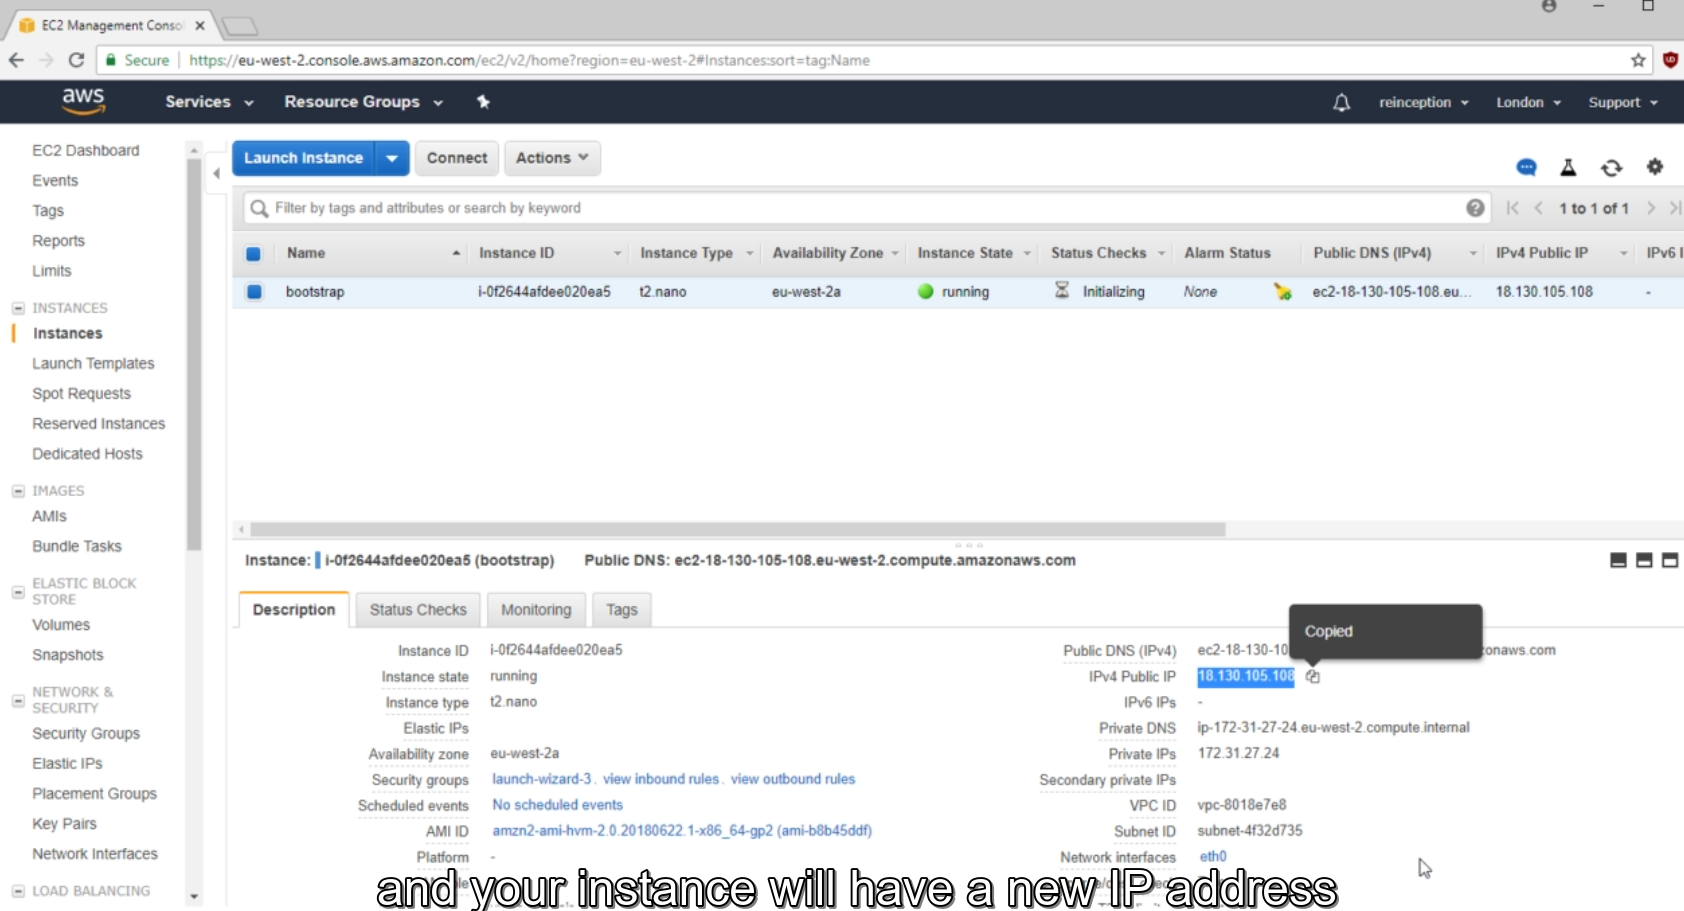 EC2 Management Consol
Secure https://eu-west-2.console.aws.amazon.com/ec2/v2/home?region=eu-west-2#Instances:sort=tag:Name
aws Services Resource Groups reinception London Support
EC2 Dashboard
Events
Tags
Reports
Limits
INSTANCES
Instances
Launch Templates
Spot Requests
Reserved Instances
Dedicated Hosts
IMAGES
AMIs
Bundle Tasks
ELASTIC BLOCK
STORE
Volumes
Snapshots
NETWORK &
SECURITY
Security Groups
Elastic IPs
Placement Groups
Key Pairs
Network Interfaces
LOAD BALANCING
Launch Instance Connect Actions
Filter by tags and attributes or search by keyword 1 to 1 of 1
Name Instance ID Instance Type Availability Zone Instance State Status Checks Alarm Status Public DNS (IPv4) IPv4 Public IP IPv6 I
bootstrap i-0f2644afdee020ea5 t2.nano eu-west-2a running Initializing None ec2-18-130-105-108.eu... 18.130.105.108 -
Instance: i-0f2644afdee020ea5 (bootstrap) Public DNS: ec2-18-130-105-108.eu-west-2.compute.amazonaws.com
Description Status Checks Monitoring Tags
Copied
Instance ID i-0f2644afdee020ea5 Public DNS (IPv4) ec2-18-130-10 zonaws.com
Instance state running IPv4 Public IP 18.130.105.108
Instance type t2.nano IPv6 IPs -
Elastic IPs Private DNS ip-172-31-27-24.eu-west-2.compute.internal
Availability zone eu-west-2a Private IPs 172.31.27.24
Security groups launch-wizard-3. view inbound rules. view outbound rules Secondary private IPs
Scheduled events No scheduled events VPC ID vpc-8018e7e8
AMI ID amzn2-ami-hvm-2.0.20180622.1-x86_64-gp2 (ami-b8b45ddf) Subnet ID subnet-4f32d735
Platform - Network interfaces eth0
and your instance will have a new IP address